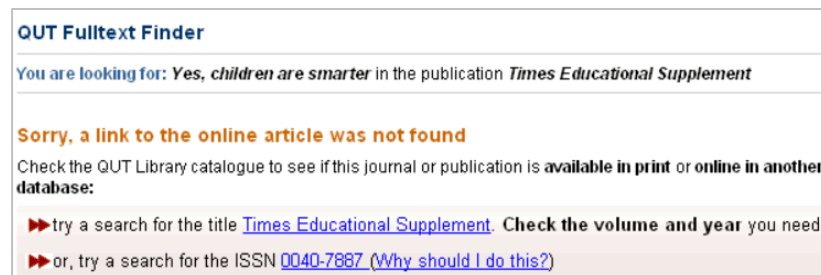 QUT Fulltext Finder
You are looking for: Yes, children are smarter in the publication Times Educational Supplement
Sorry, a link to the online article was not found
Check the QUT Library catalogue to see if this journal or publication is available in print or online in another
database:
try a search for the title Times Educational Supplement. Check the volume and year you need
or, try a search for the ISSN 0040-7887 (Why should I do this?)